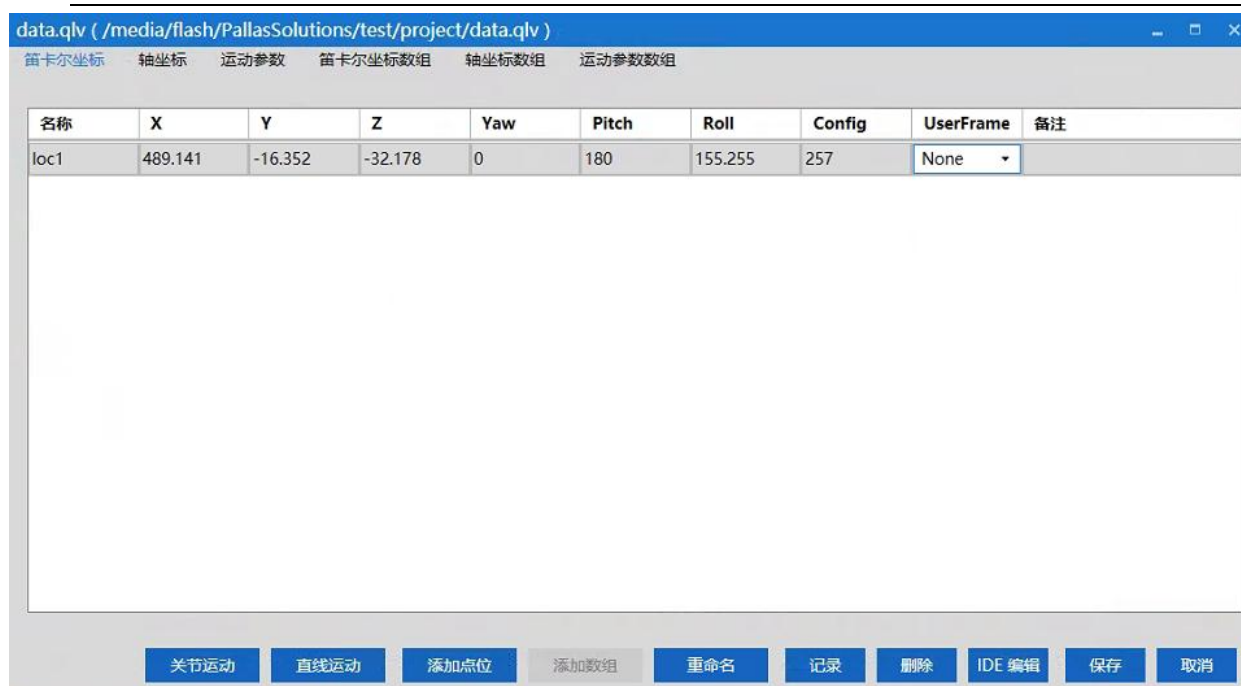 data.qlv ( /media/flash/PallasSolutions/test/project/data.qlv )
笛卡尔坐标 轴坐标 运动参数 笛卡尔坐标数组 轴坐标数组 运动参数数组
名称 X Y Z Yaw Pitch Roll Config UserFrame 备注
loc1 489.141 -16.352 -32.178 0 180 155.255 257 None
关节运动 直线运动 添加点位 添加数组 重命名 记录 删除 IDE 编辑 保存 取消